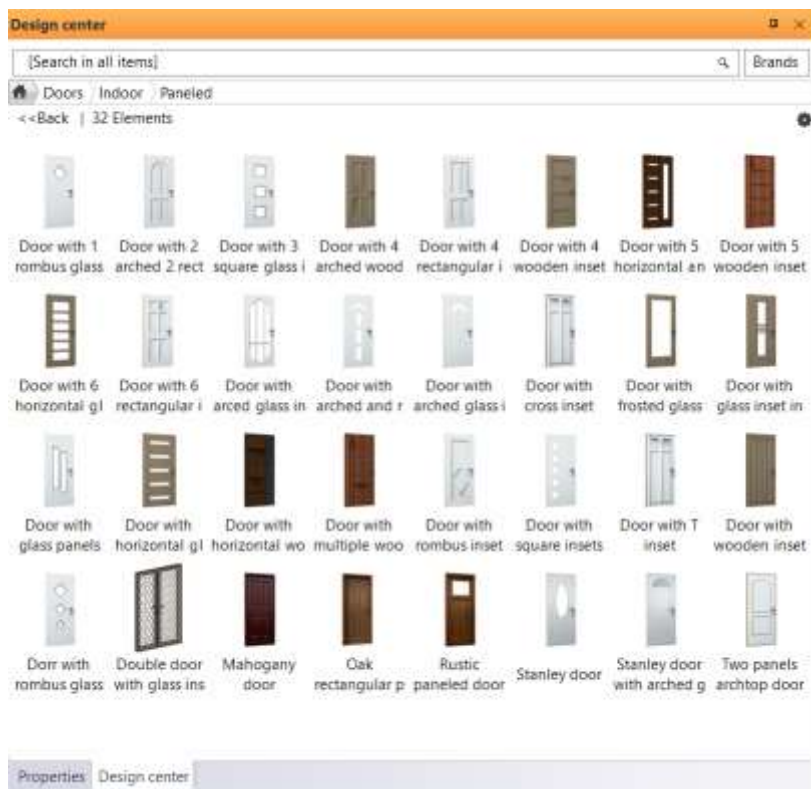 Design center
[Search in all items]
Brands
Doors Indoor Paneled
<<Back | 32 Elements
Door with 1 Door with 2 Door with 3 Door with 4 Door with 4 Door with 4 Door with 5 Door with 5
rombus glass arched 2 rect square glass i arched wood rectangular i wooden inset horizontal an wooden inset
Door with 6 Door with 6 Door with Door with Door with Door with Door with Door with
horizontal gl rectangular i arced glass in arched and r arched glass i cross inset frosted glass glass inset in
Door with Door with Door with Door with Door with Door with Door with T Door with
glass panels horizontal gl horizontal wo multiple woo rombus inset square insets inset wooden inset
Dorr with Double door Mahogany Oak Rustic Stanley door Stanley door Two panels
rombus glass with glass ins door rectangular p paneled door with arched g archtop door
Properties Design center